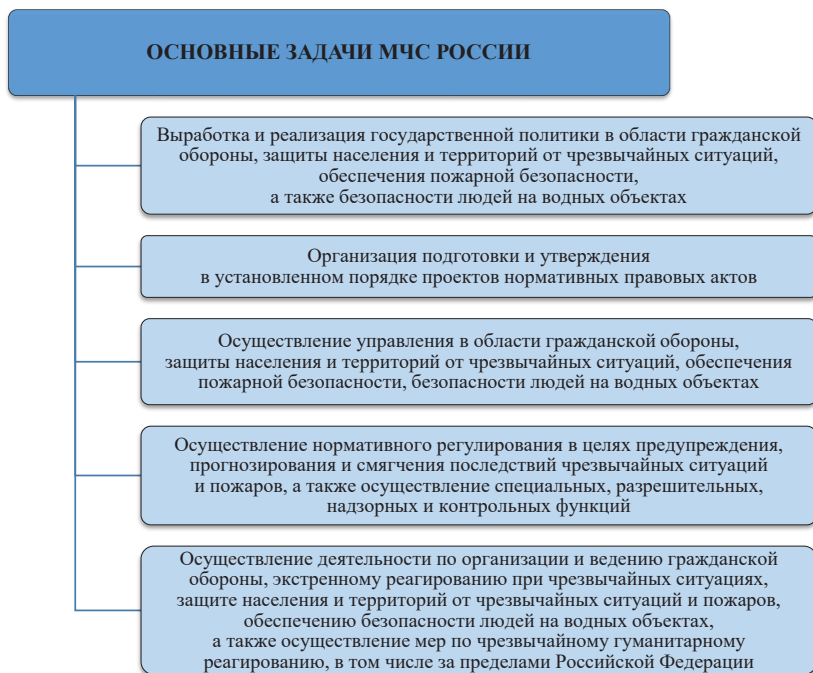 ОСНОВНЫЕ ЗАДАЧИ МЧС РОССИИ
Выработка и реализация государственной политики в области гражданской
обороны, защиты населения и территорий от чрезвычайных ситуаций,
обеспечения пожарной безопасности,
а также безопасности людей на водных объектах
Организация подготовки и утверждения
в установленном порядке проектов нормативных правовых актов
Осуществление управления в области гражданской обороны,
защиты населения и территорий от чрезвычайных ситуаций, обеспечения
пожарной безопасности, безопасности людей на водных объектах
Осуществление нормативного регулирования в целях предупреждения,
прогнозирования и смягчения последствий чрезвычайных ситуаций
и пожаров, а также осуществление специальных, разрешительных,
надзорных и контрольных функций
Осуществление деятельности по организации и ведению гражданской
обороны, экстренному реагированию при чрезвычайных ситуациях,
защите населения и территорий от чрезвычайных ситуаций и пожаров,
обеспечению безопасности людей на водных объектах,
а также осуществление мер по чрезвычайному гуманитарному
реагированию, в том числе за пределами Российской Федерации